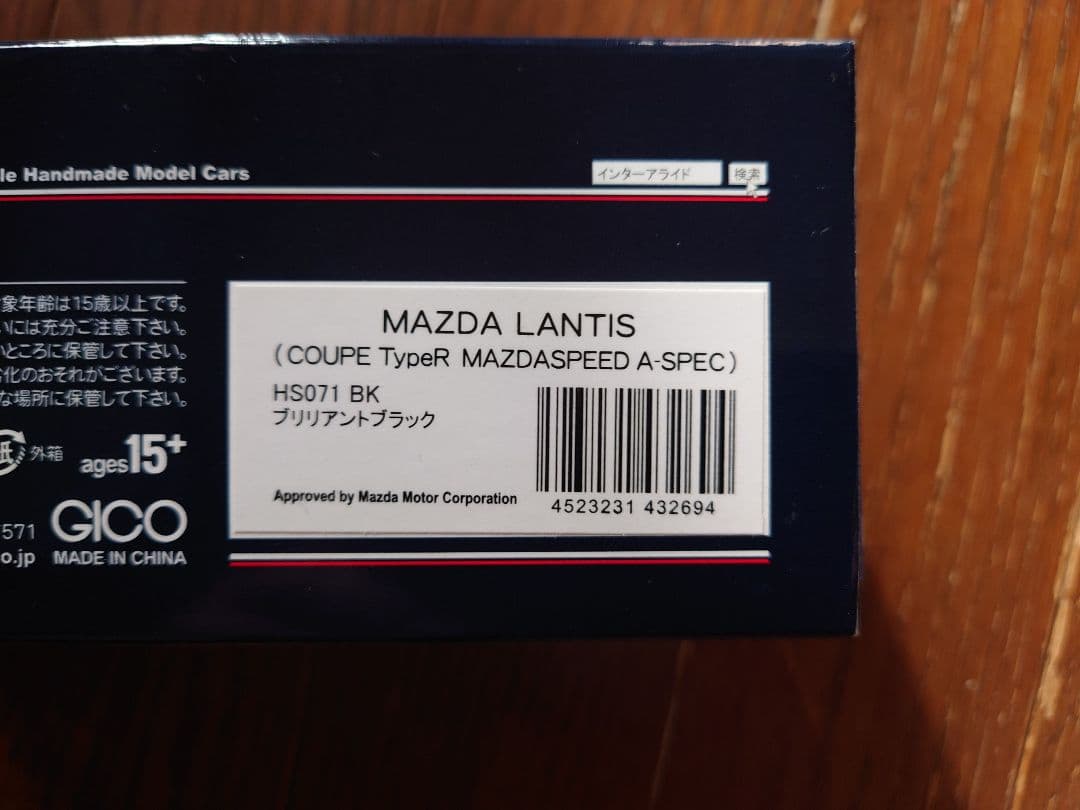 le Handmade Model Cars
インターアライド 検索
象年齢は15歳以上です。
いには充分ご注意下さい。
いところに保管して下さい。
化のおそれがございます。
な場所に保管して下さい。
紙 外箱
ages15+
571 GICO
o.jp MADE IN CHINA
MAZDA LANTIS
(COUPE TypeR MAZDASPEED A-SPEC)
HS071 BK
ブリリアントブラック
Approved by Mazda Motor Corporation
4523231 432694